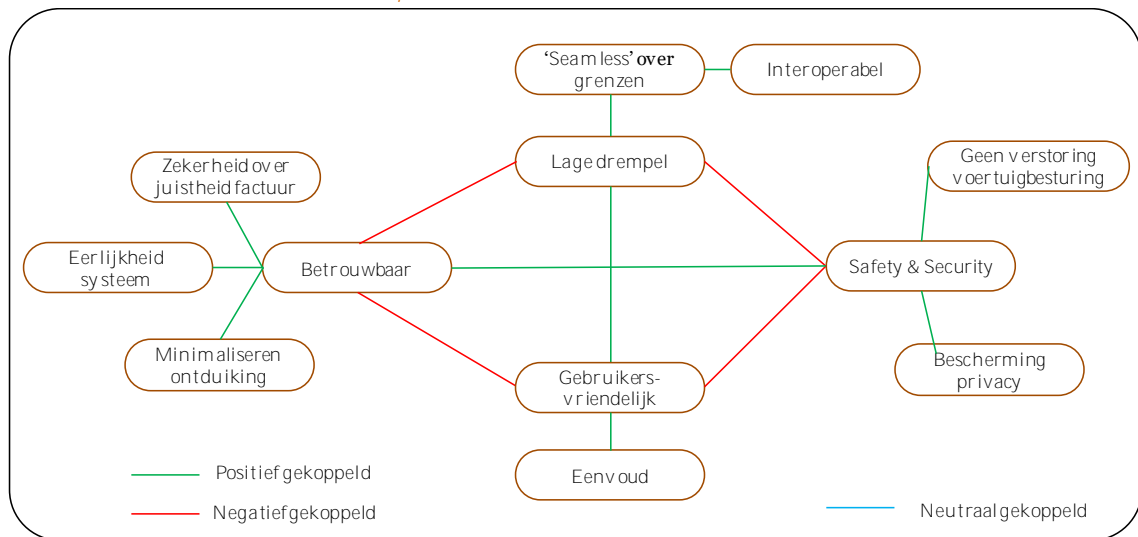 ‘Seamless’ over
grenzen
Interoperabel
Lage drempel
Zekerheid over
juistheid factuur
Geen verstoring
voertuigbesturing
Eerlijkheid
systeem
Betrouwbaar
Safety & Security
Minimaliseren
ontduiking
Gebruikers-
vriendelijk
Bescherming
privacy
Eenvoud
Positief gekoppeld
Negatief gekoppeld
Neutraal gekoppeld